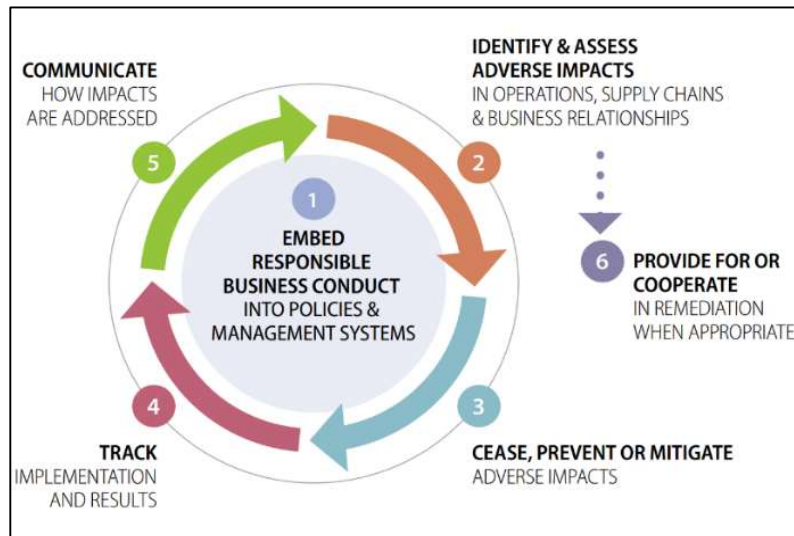 1
EMBED
RESPONSIBLE
BUSINESS CONDUCT
INTO POLICIES &
MANAGEMENT SYSTEMS
2
IDENTIFY & ASSESS
ADVERSE IMPACTS
IN OPERATIONS, SUPPLY CHAINS
& BUSINESS RELATIONSHIPS
3
CEASE, PREVENT OR MITIGATE
ADVERSE IMPACTS
4
TRACK
IMPLEMENTATION
AND RESULTS
5
COMMUNICATE
HOW IMPACTS
ARE ADDRESSED
6
PROVIDE FOR OR
COOPERATE
IN REMEDIATION
WHEN APPROPRIATE